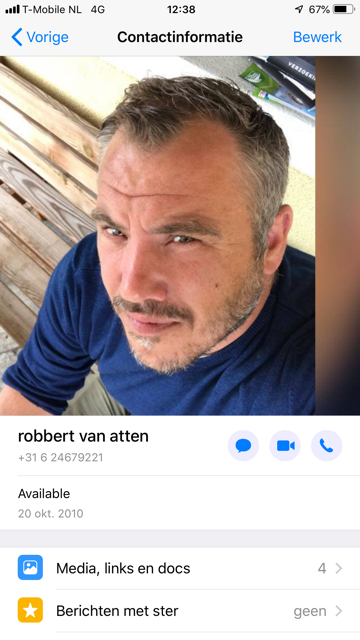 T-Mobile NL 4G 12:38 67%
Vorige Contactinformatie Bewerk
robbert van atten
+31 6 24679221
Available
20 okt. 2010
Media, links en docs 4
Berichten met ster geen